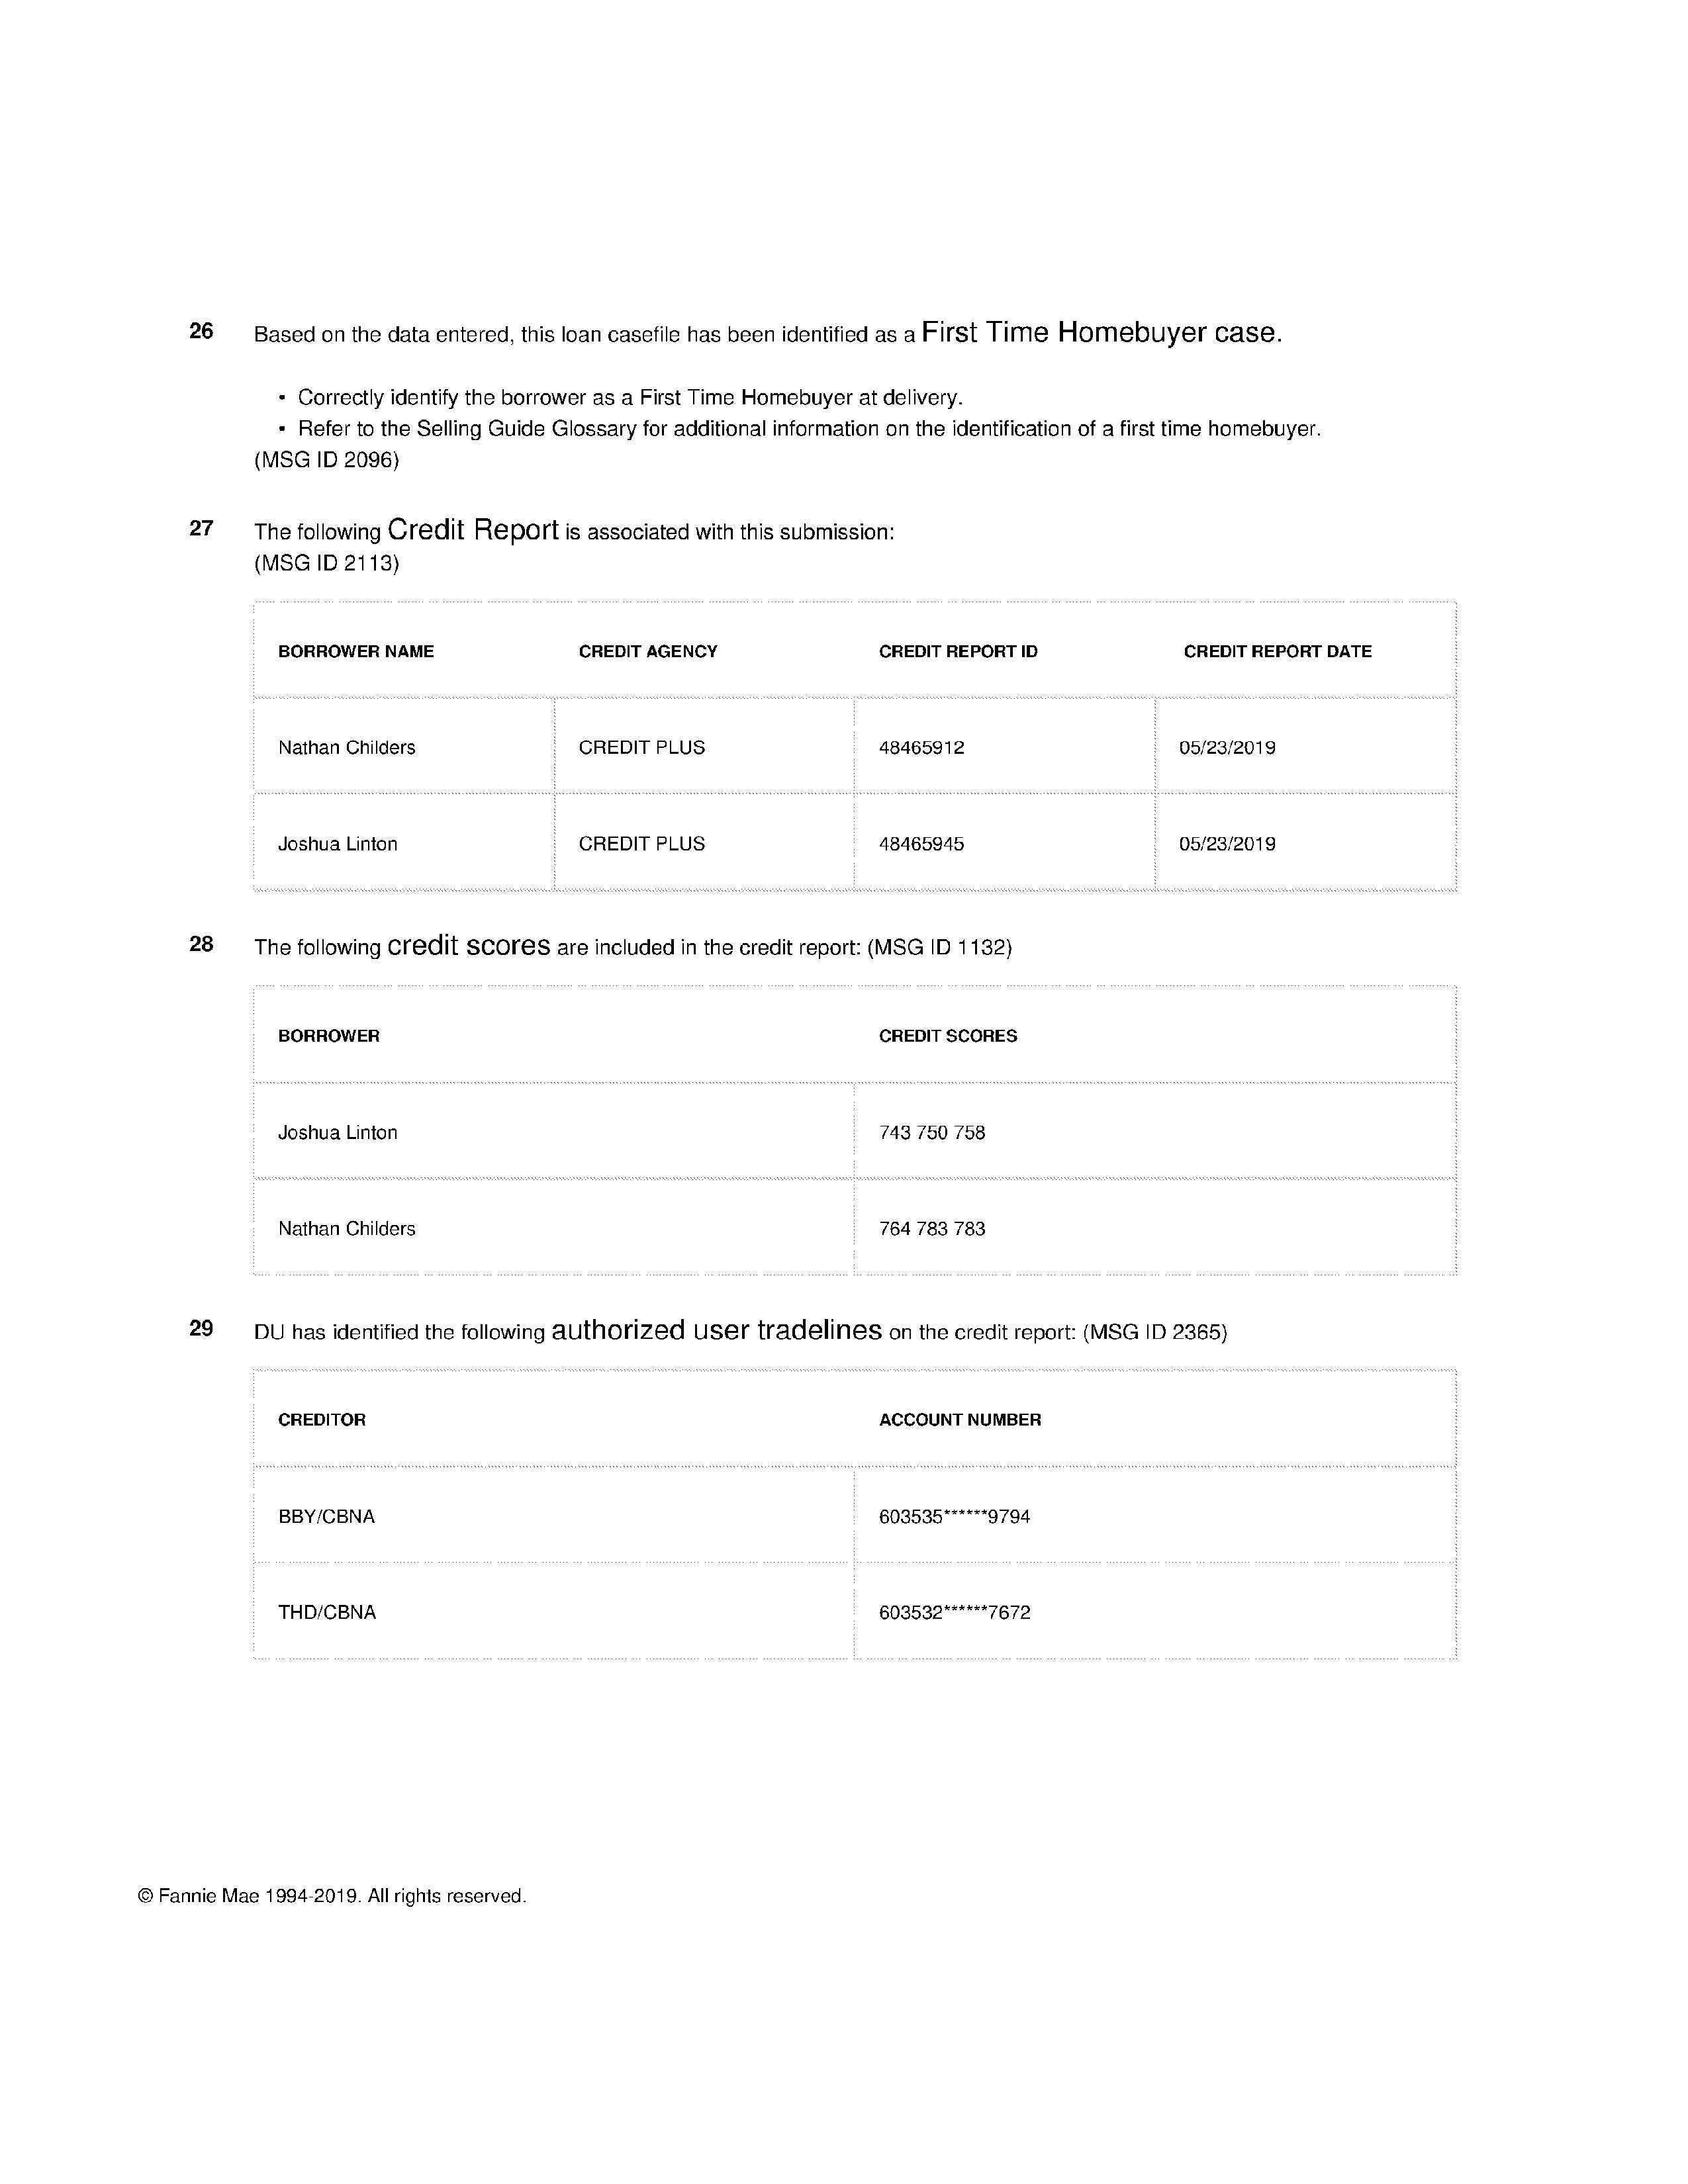 26 Based on the data entered, this loan casefile has been identified as a First Time Homebuyer case.
• Correctly identify the borrower as a First Time Homebuyer at delivery.
• Refer to the Selling Guide Glossary for additional information on the identification of a first time homebuyer.
(MSG ID 2096)
27 The following Credit Report is associated with this submission:
(MSG ID 2113)
BORROWER NAME CREDIT AGENCY CREDIT REPORT ID CREDIT REPORT DATE
Nathan Childers CREDIT PLUS 48465912 05/23/2019
Joshua Linton CREDIT PLUS 48465945 05/23/2019
28 The following credit scores are included in the credit report: (MSG ID 1132)
BORROWER CREDIT SCORES
Joshua Linton 743 750 758
Nathan Childers 764 783 783
29 DU has identified the following authorized user tradelines on the credit report: (MSG ID 2365)
CREDITOR ACCOUNT NUMBER
BBY/CBNA 603535******9794
THD/CBNA 603532******7672
© Fannie Mae 1994-2019. All rights reserved.